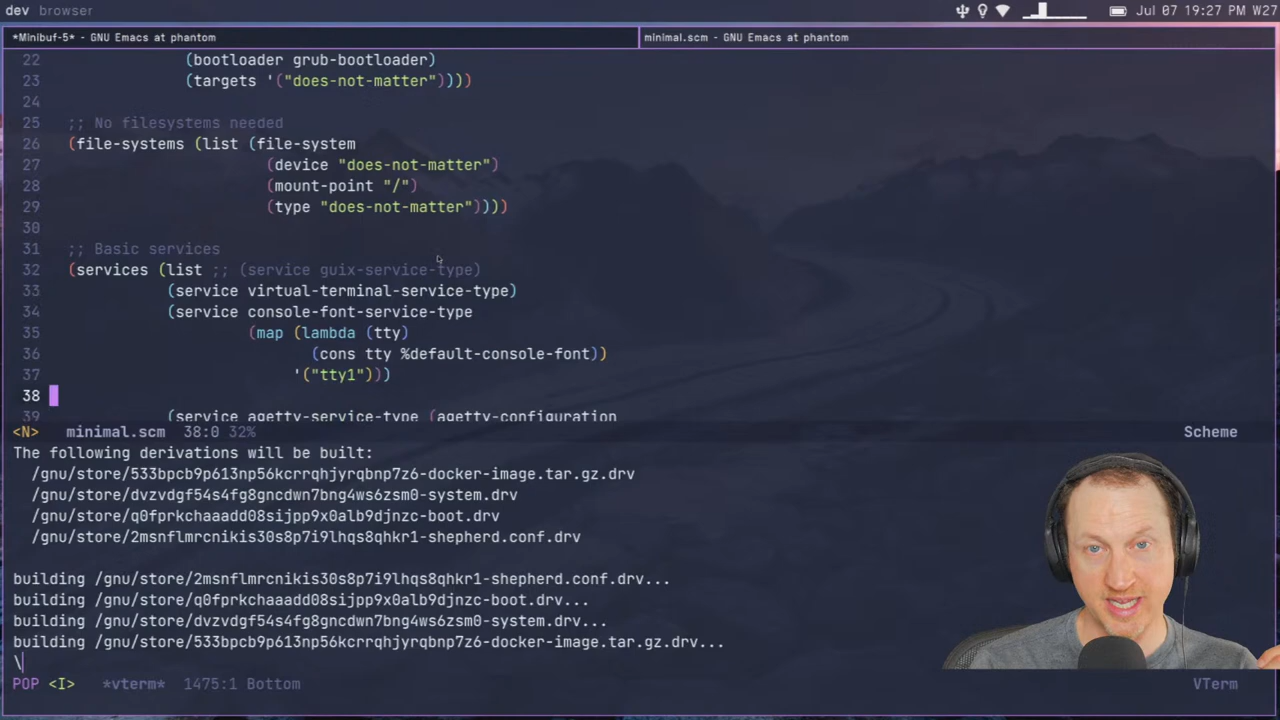 dev browser
Jul 07 19:27 PM W27
*Minibuf-5* - GNU Emacs at phantom
minimal.scm - GNU Emacs at phantom
22 (bootloader grub-bootloader)
23 (targets '("does-not-matter"))))
24
25 ;; No filesystems needed
26 (file-systems (list (file-system
27 (device "does-not-matter")
28 (mount-point "/")
29 (type "does-not-matter"))))
30
31 ;; Basic services
32 (services (list ;; (service guix-service-type)
33 (service virtual-terminal-service-type)
34 (service console-font-service-type
35 (map (lambda (tty)
36 (cons tty %default-console-font))
37 '("tty1")))
38
39 (service agetty-service-type (agetty-configuration
<N> minimal.scm 38:0 32% Scheme
The following derivations will be built:
/gnu/store/533bpcb9p613np56kcrrqhjyrqbnp7z6-docker-image.tar.gz.drv
/gnu/store/dvzvdgf54s4fg8gncdwn7bng4ws6zsm0-system.drv
/gnu/store/q0fprkchaaadd08sijpp9x0alb9djnzc-boot.drv
/gnu/store/2msnflmrcnikis30s8p7i9lhqs8qhkr1-shepherd.conf.drv
building /gnu/store/2msnflmrcnikis30s8p7i9lhqs8qhkr1-shepherd.conf.drv...
building /gnu/store/q0fprkchaaadd08sijpp9x0alb9djnzc-boot.drv...
building /gnu/store/dvzvdgf54s4fg8gncdwn7bng4ws6zsm0-system.drv...
building /gnu/store/533bpcb9p613np56kcrrqhjyrqbnp7z6-docker-image.tar.gz.drv...
\
POP <I> *vterm* 1475:1 Bottom VTerm